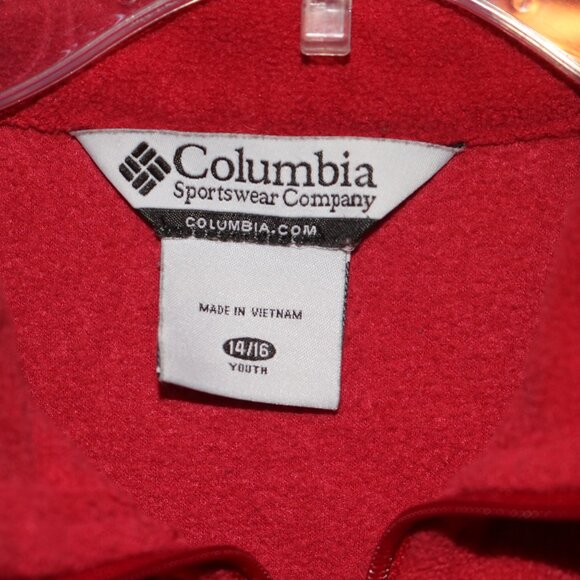 Columbia
Sportswear Company
COLUMBIA.COM
MADE IN VIETNAM
14/16
YOUTH